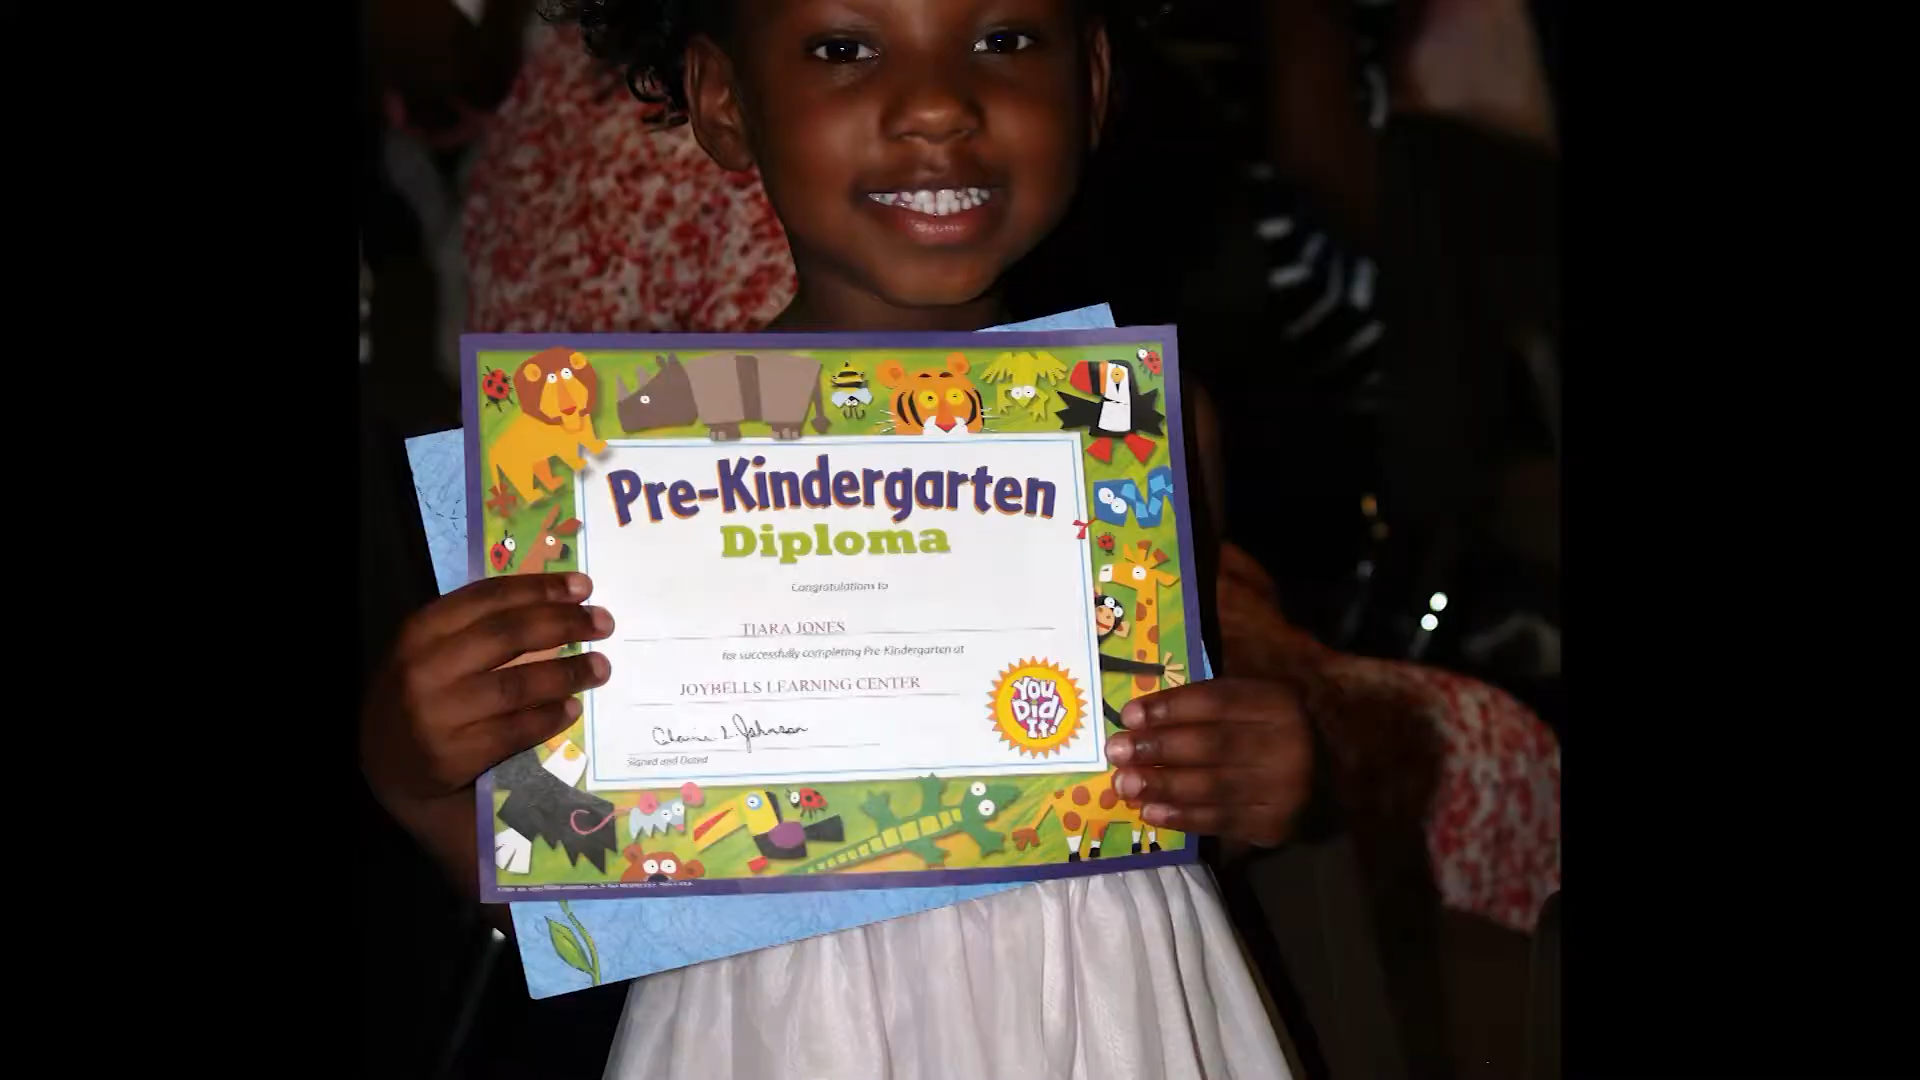 Pre-Kindergarten
Diploma
Congratulations to
TIARA JONES
for successfully completing Pre-Kindergarten at
JOYBELLS LEARNING CENTER
You
Did
It!
L. Johnson
Signed and Dated